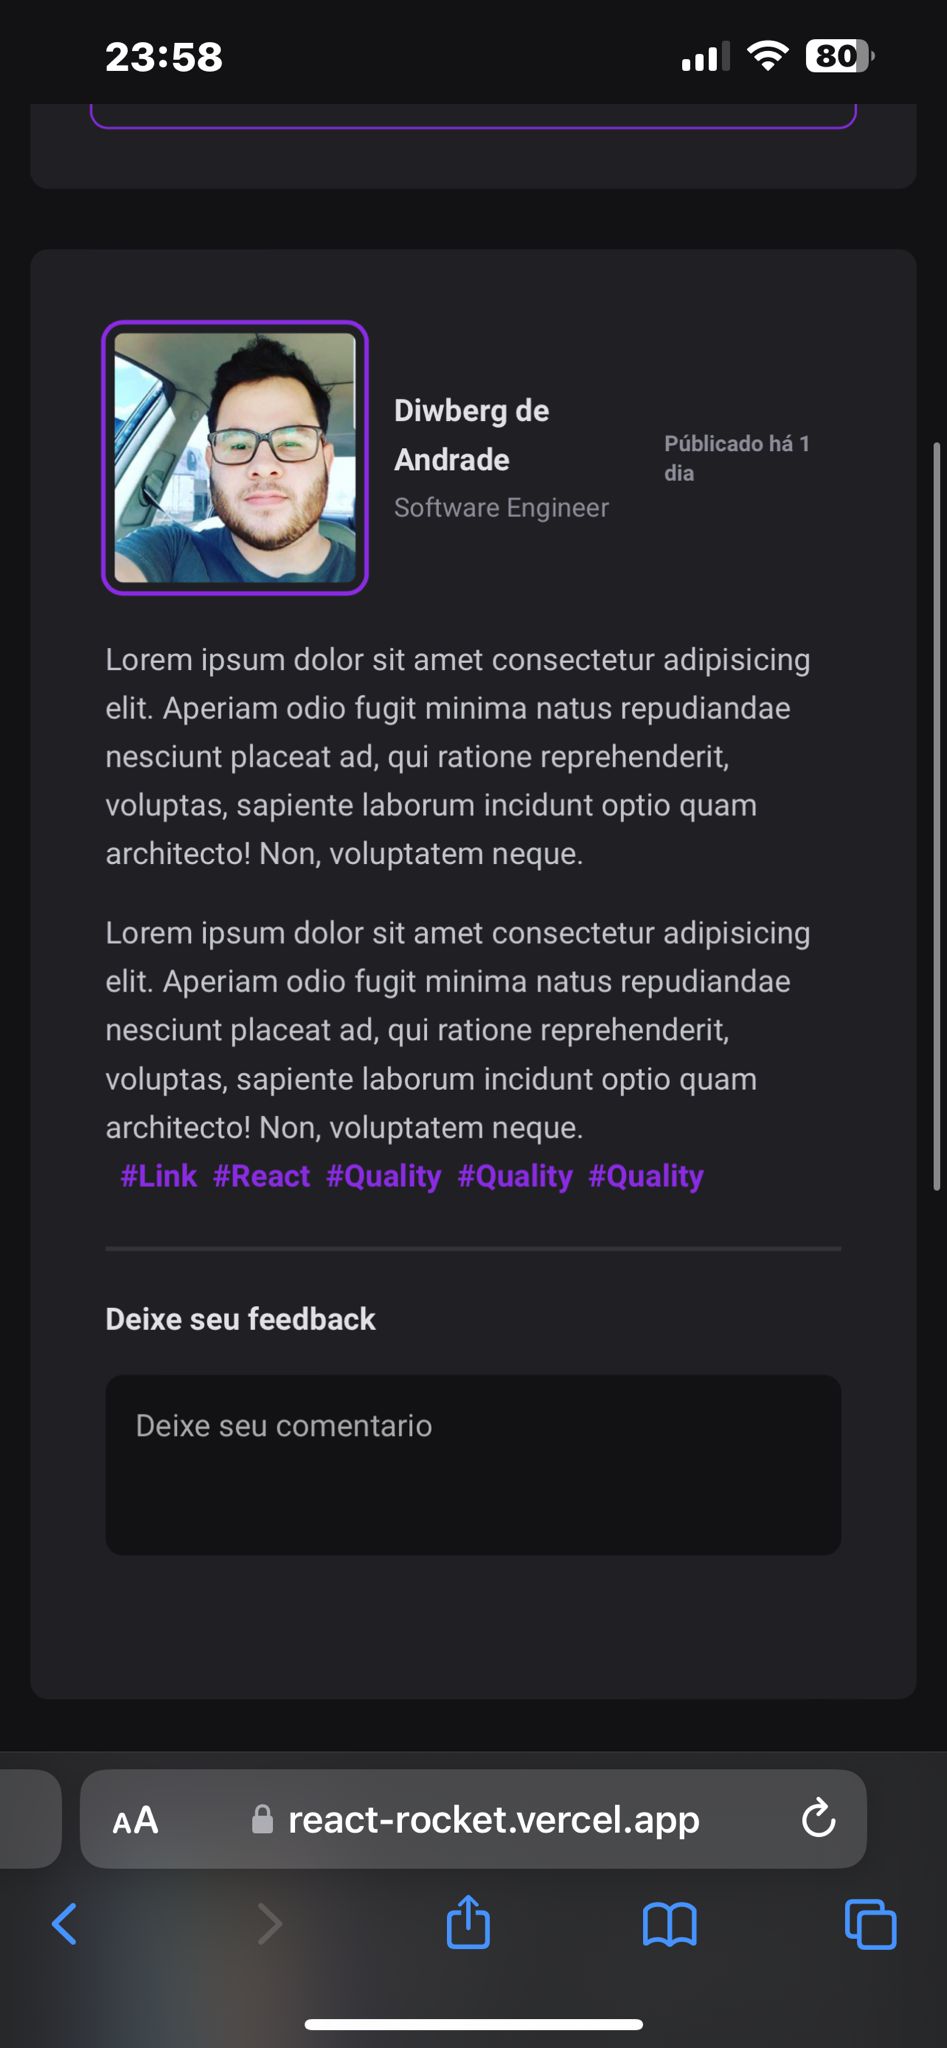 23:58
80
Diwberg de
Andrade
Software Engineer
Públicado há 1
dia
Lorem ipsum dolor sit amet consectetur adipisicing
elit. Aperiam odio fugit minima natus repudiandae
nesciunt placeat ad, qui ratione reprehenderit,
voluptas, sapiente laborum incidunt optio quam
architecto! Non, voluptatem neque.
Lorem ipsum dolor sit amet consectetur adipisicing
elit. Aperiam odio fugit minima natus repudiandae
nesciunt placeat ad, qui ratione reprehenderit,
voluptas, sapiente laborum incidunt optio quam
architecto! Non, voluptatem neque.
#Link #React #Quality #Quality #Quality
Deixe seu feedback
Deixe seu comentario
AA react-rocket.vercel.app